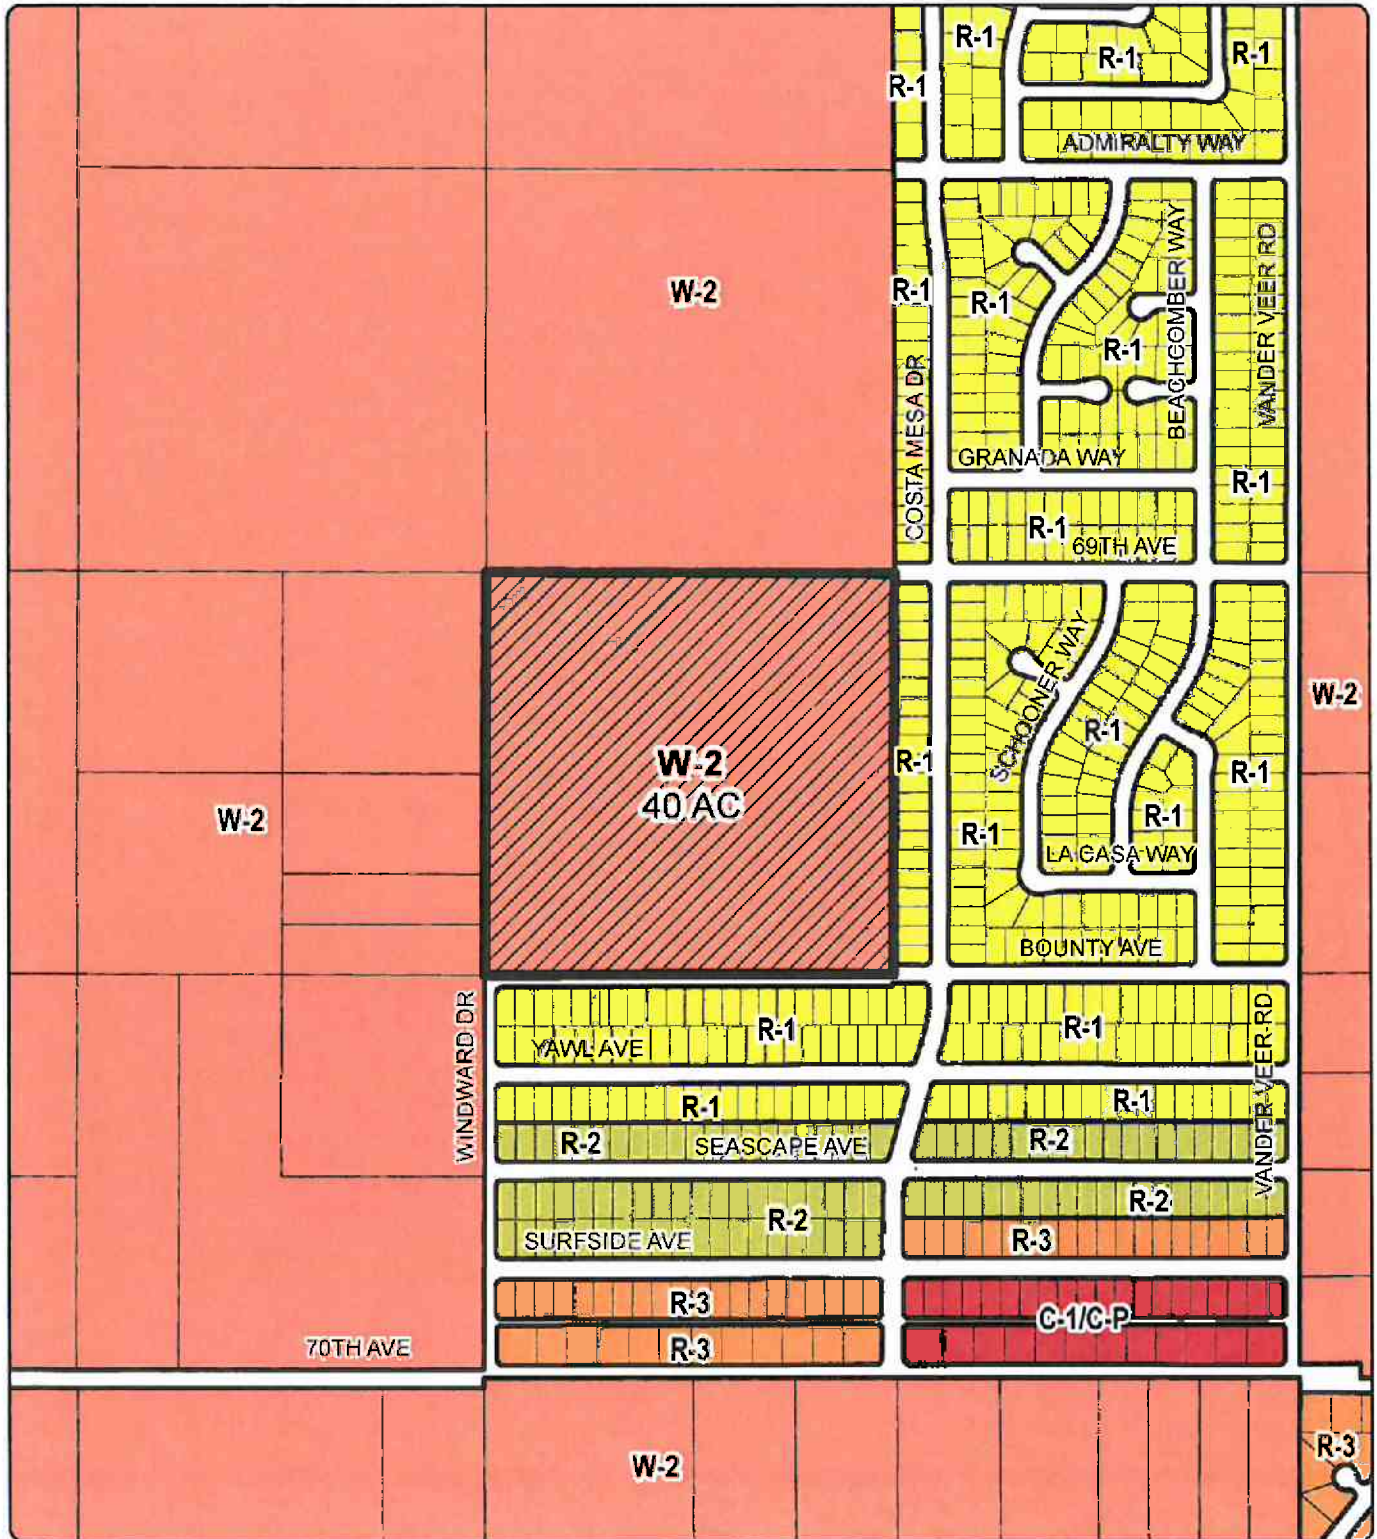 R-1
R-1
R-1
R-1
ADMIRALTY WAY
W-2
R-1
R-1
R-1
BEACHCOMBER WAY
VANDER VEER RD
COSTA MESA DR
GRANADA WAY
R-1
R-1
69TH AVE
W-2
40 AC
W-2
R-1
SCHOONER WAY
R-1
R-1
R-1
R-1
LA CASA WAY
W-2
BOUNTY AVE
WINDWARD DR
R-1
YAWL AVE
R-1
VANDER VEER RD
R-1
R-1
R-2
SEASCAPE AVE
R-2
R-2
SURFSIDE AVE
R-2
R-3
R-3
C-1/C-P
R-3
70TH AVE
W-2
R-3